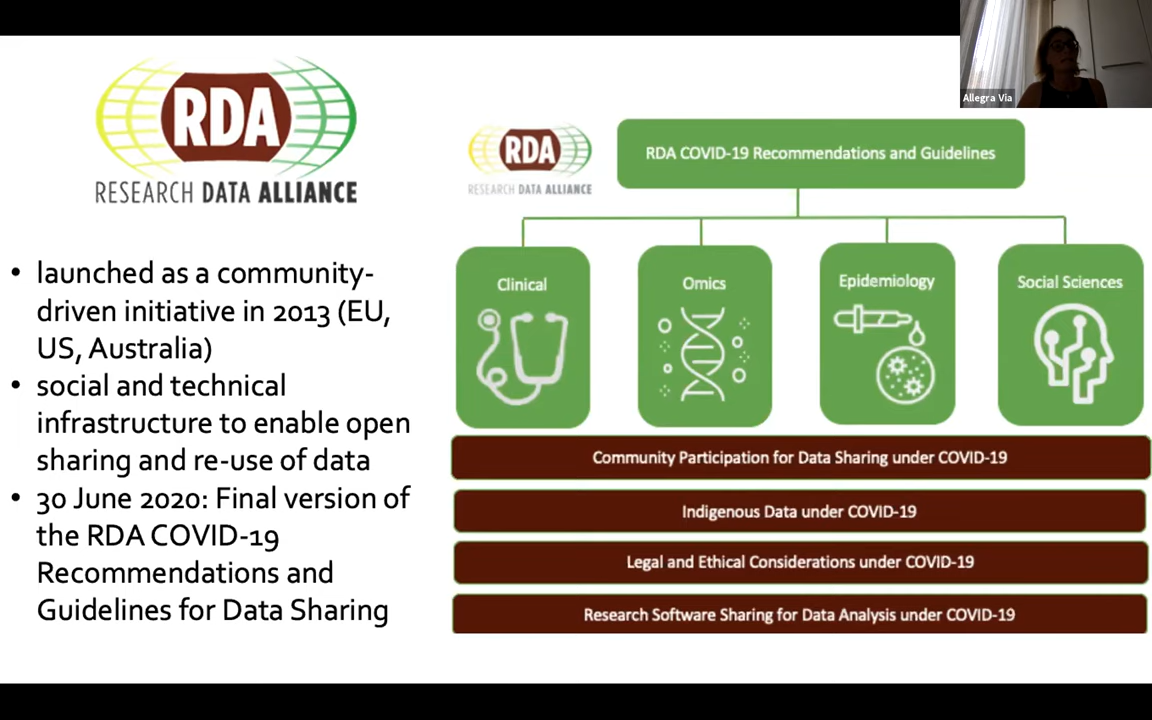 Allegra Via
RDA
RESEARCH DATA ALLIANCE
• launched as a community-
driven initiative in 2013 (EU,
US, Australia)
• social and technical
infrastructure to enable open
sharing and re-use of data
• 30 June 2020: Final version of
the RDA COVID-19
Recommendations and
Guidelines for Data Sharing
RDA
RESEARCH DATA ALLIANCE
RDA COVID-19 Recommendations and Guidelines
Clinical
Omics
Epidemiology
Social Sciences
Community Participation for Data Sharing under COVID-19
Indigenous Data under COVID-19
Legal and Ethical Considerations under COVID-19
Research Software Sharing for Data Analysis under COVID-19